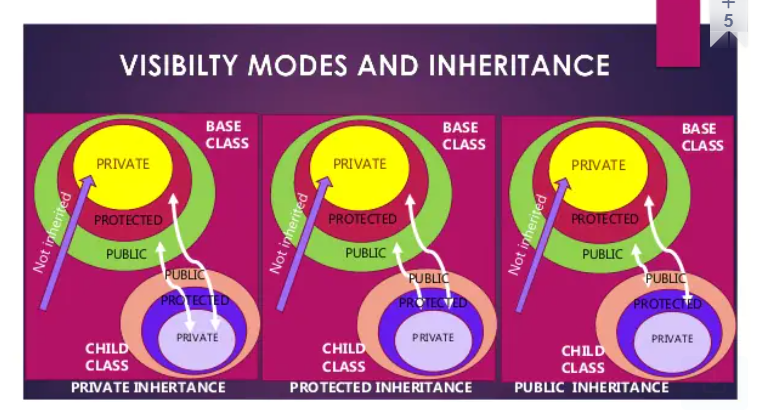 +
5
VISIBILTY MODES AND INHERITANCE
BASE
CLASS
PRIVATE
PROTECTED
PUBLIC
Not inherited
PUBLIC
PROTECTED
PRIVATE
CHILD
CLASS
PRIVATE INHERTANCE
BASE
CLASS
PRIVATE
PROTECTED
PUBLIC
Not inherited
PUBLIC
PROTECTED
PRIVATE
CHILD
CLASS
PROTECTED INHERITANCE
BASE
CLASS
PRIVATE
PROTECTED
PUBLIC
Not inherited
PUBLIC
PROTECTED
PRIVATE
CHILD
CLASS
PUBLIC INHERITANCE